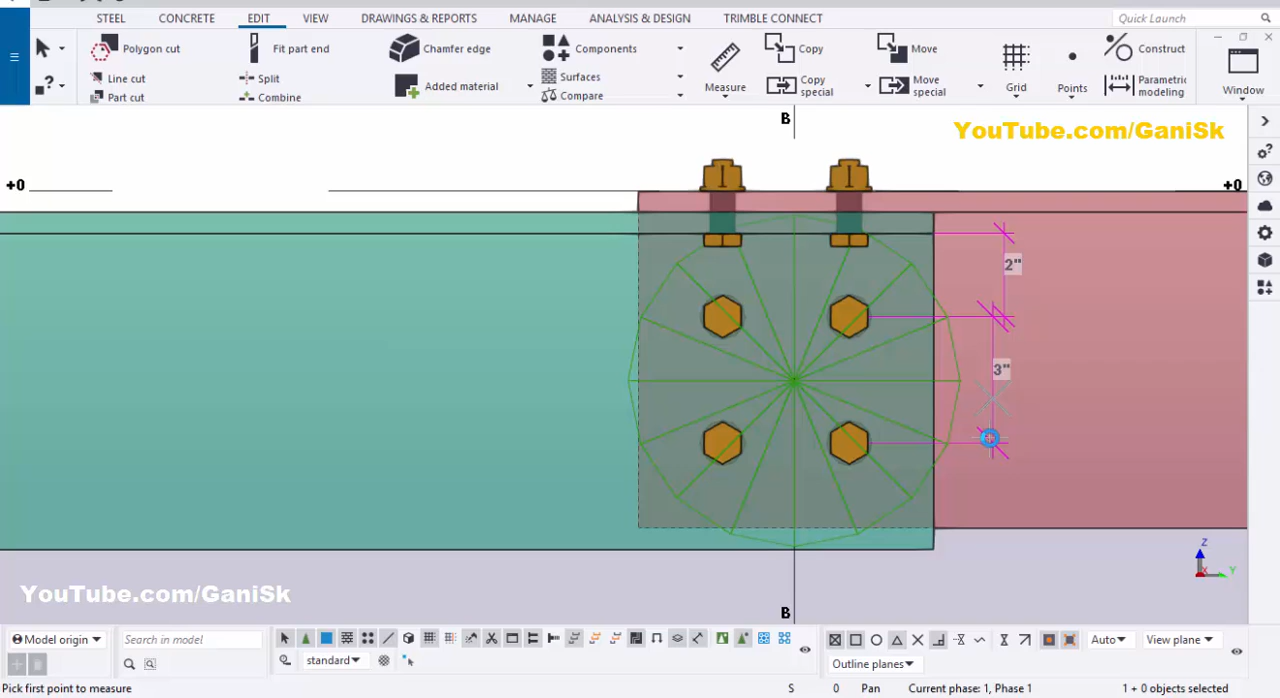 STEEL CONCRETE EDIT VIEW DRAWINGS & REPORTS MANAGE ANALYSIS & DESIGN TRIMBLE CONNECT Quick Launch
Polygon cut Fit part end Chamfer edge Components Copy Move Construct
Line cut Split Added material Surfaces Copy special Move special Parametric modeling
Part cut Combine Compare Measure Grid Points Window
B
YouTube.com/GaniSk
+0 +0
2"
3"
Z
Y
X
YouTube.com/GaniSk
B
Model origin Search in model Auto View plane
standard Outline planes
Pick first point to measure S 0 Pan Current phase: 1, Phase 1 1 + 0 objects selected